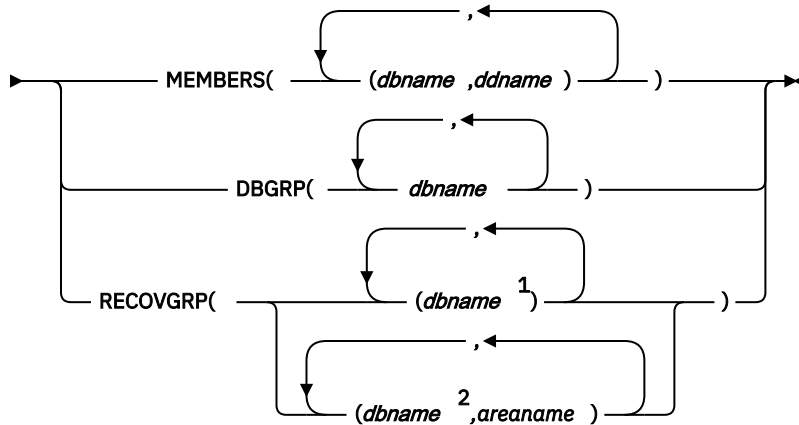 ,
MEMBERS( (dbname ,ddname ) )
,
DBGRP( dbname )
,
RECOVGRP( (dbname 1) )
,
(dbname 2,areaname )